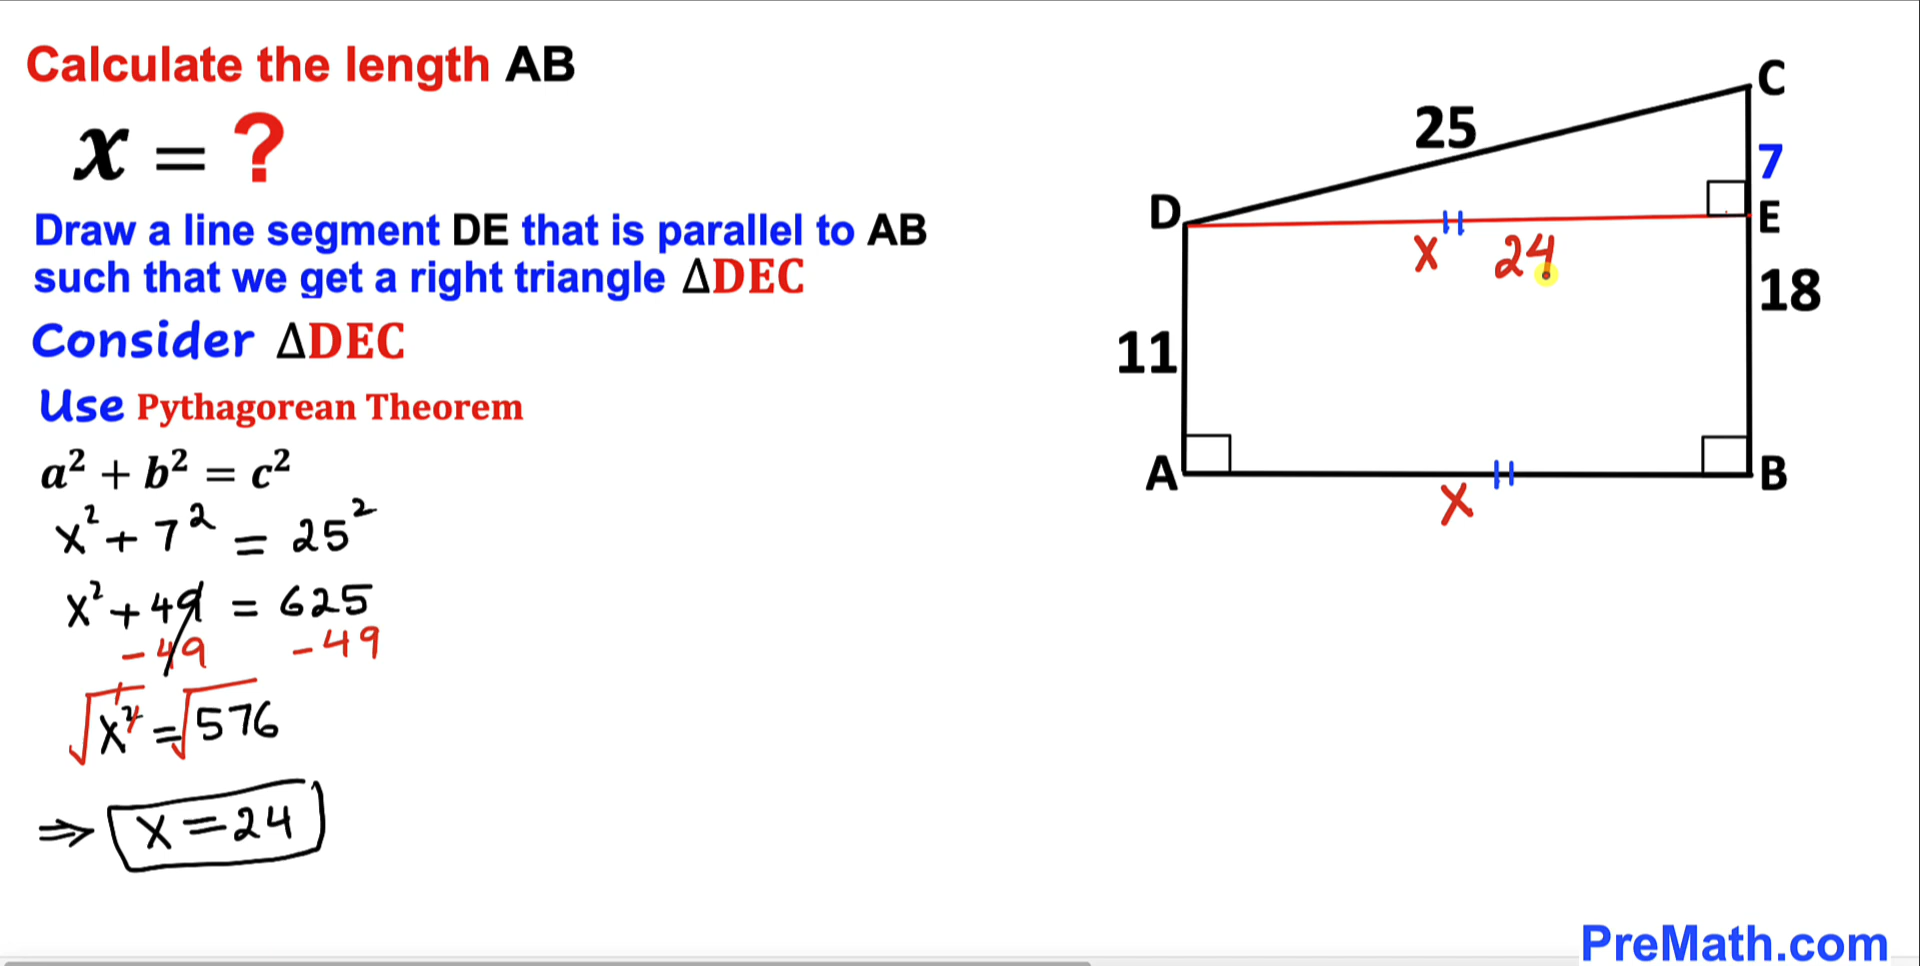 Calculate the length AB
x = ?
Draw a line segment DE that is parallel to AB
such that we get a right triangle ΔDEC
Consider ΔDEC
Use Pythagorean Theorem
a² + b² = c²
x² + 7² = 25²
x² + 49 = 625
- 49 - 49
√x² = √576
⇒ x = 24
C
25
7
D
E
x 24
18
11
A
B
x
PreMath.com